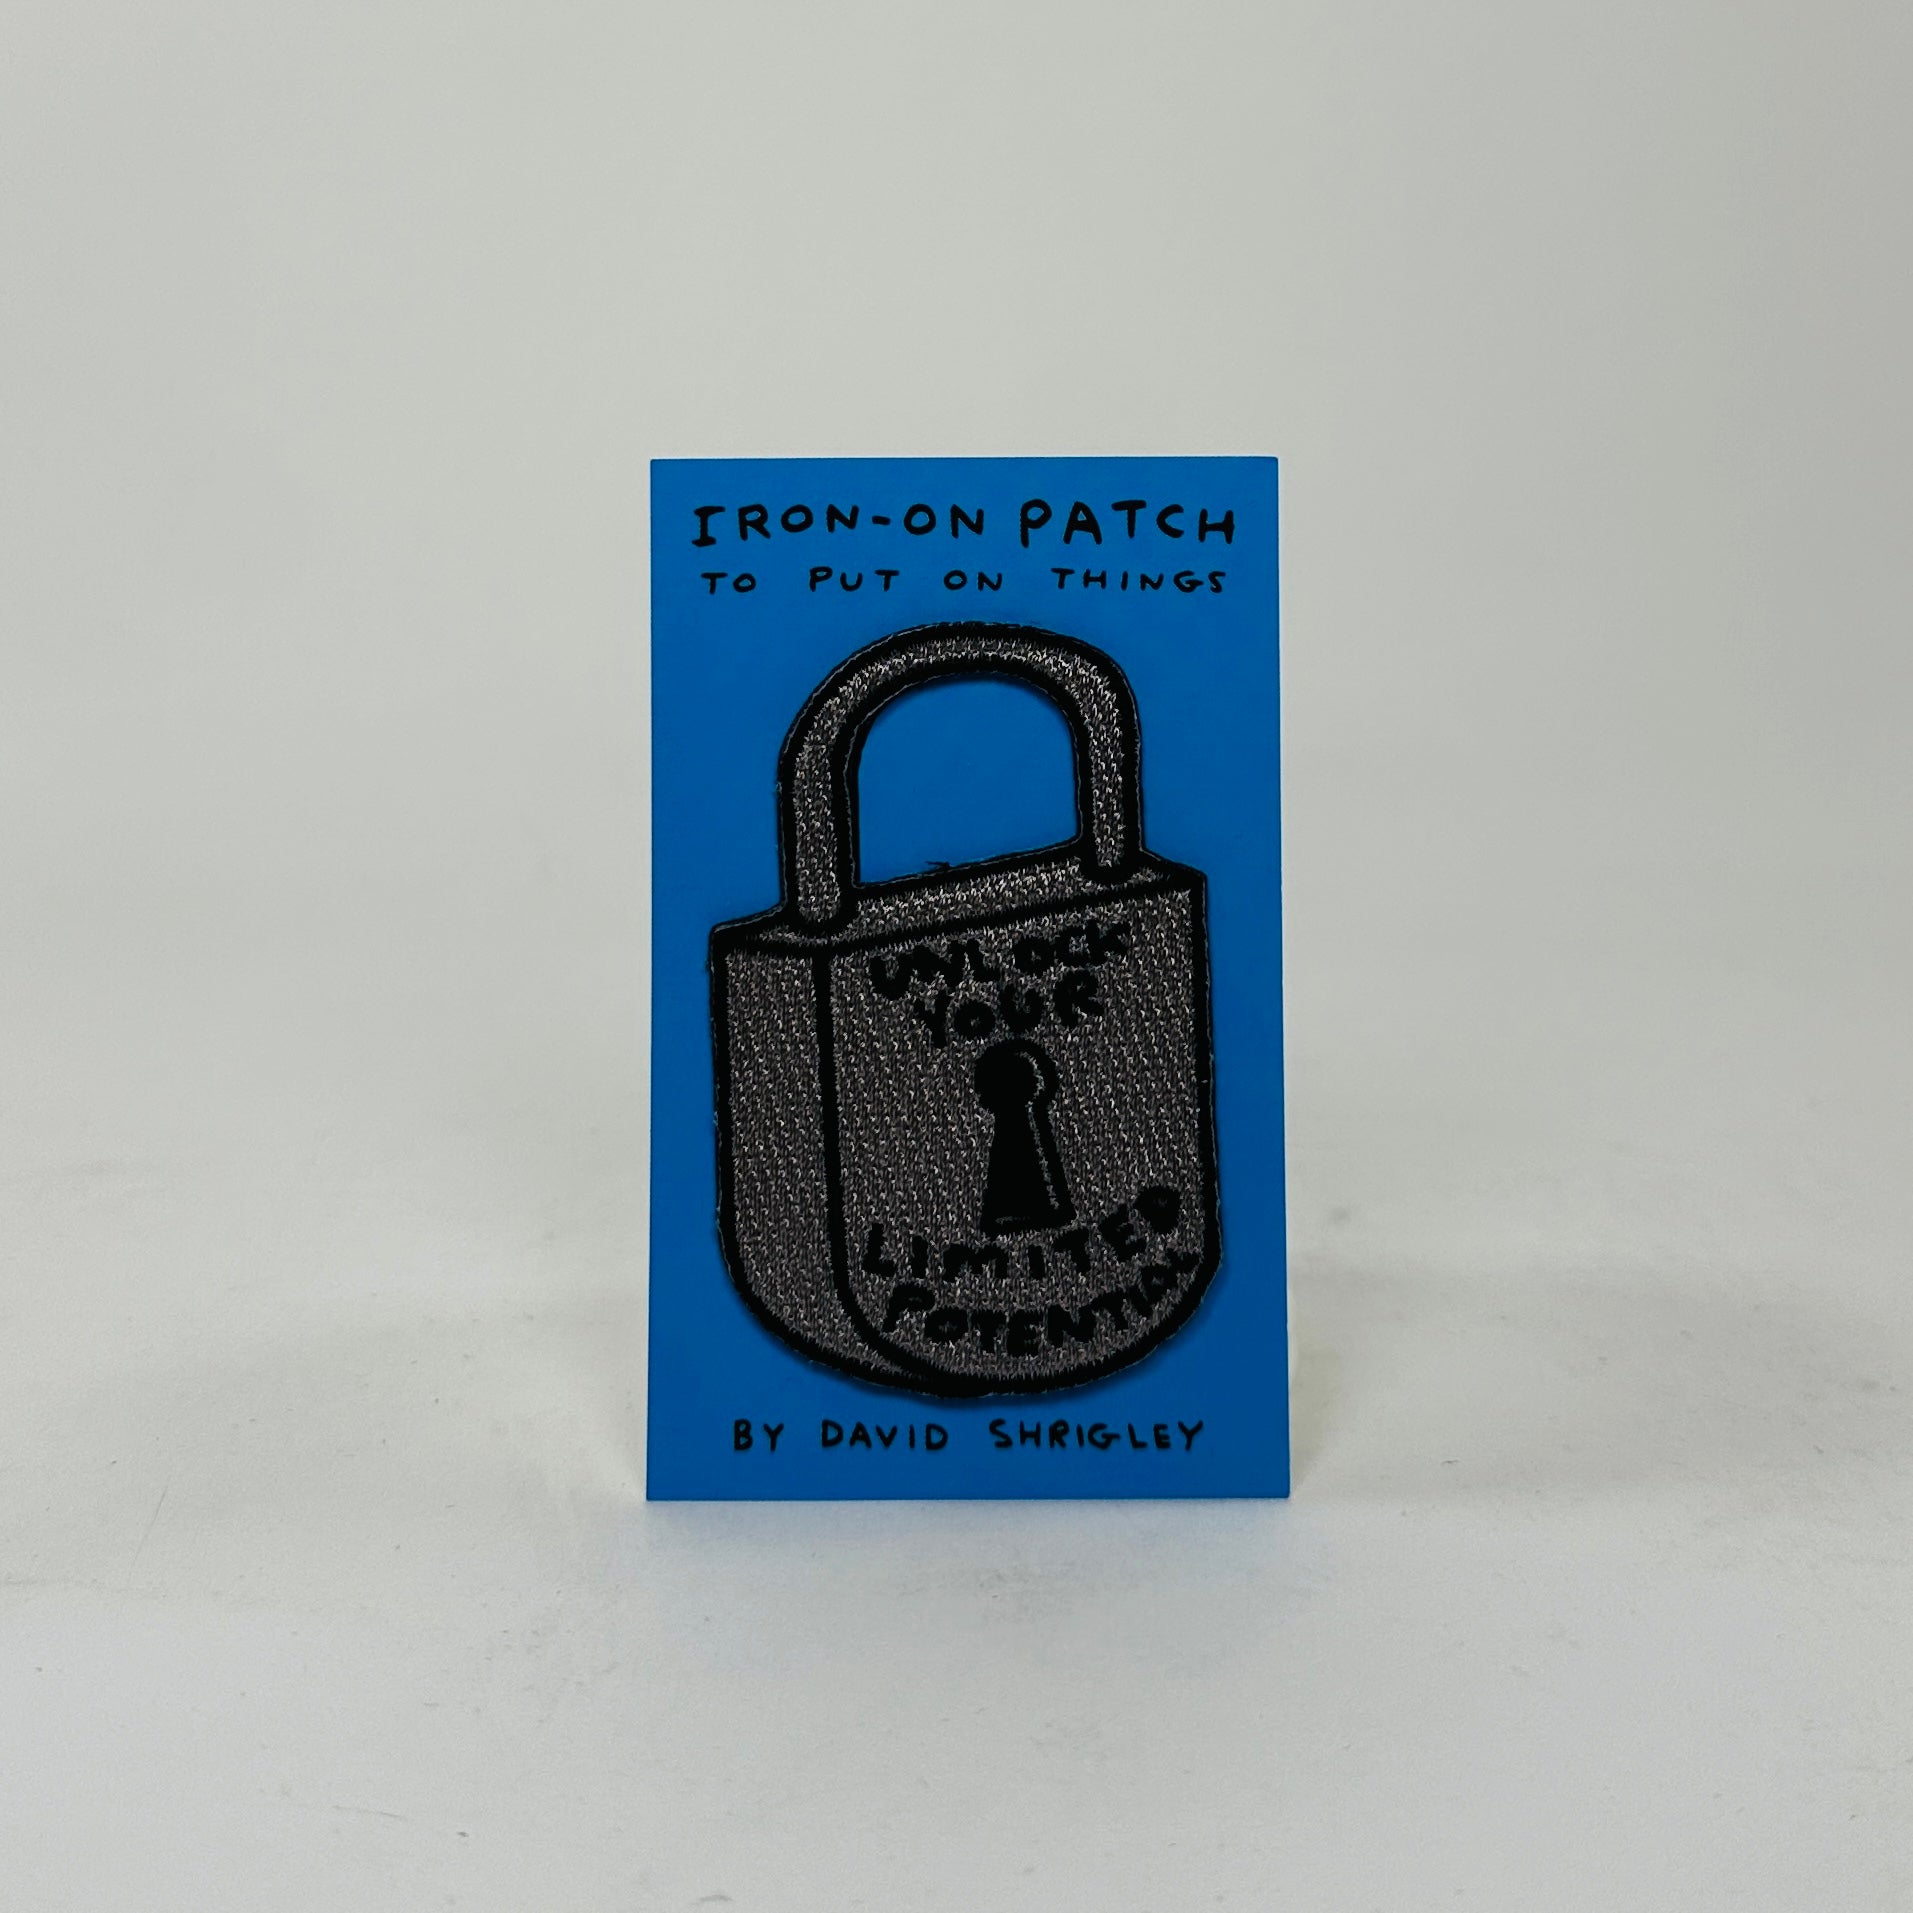 IRON-ON PATCH
TO PUT ON THINGS
UNLOCK
YOUR
LIMITED
POTENTIAL
BY DAVID SHRIGLEY